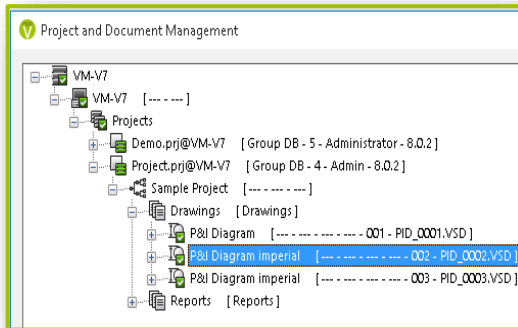 Project and Document Management
VM-V7
VM-V7 [--- - ---]
Projects
Demo.prj@VM-V7 [Group DB - 5 - Administrator - 8.0.2]
Project.prj@VM-V7 [Group DB - 4 - Admin - 8.0.2]
Sample Project [--- - --- - ---]
Drawings [Drawings]
P&I Diagram [--- - --- - --- - --- - 001 - PID_0001.VSD]
P&I Diagram imperial [--- - --- - --- - --- - 002 - PID_0002.VSD]
P&I Diagram imperial [--- - --- - --- - --- - 003 - PID_0003.VSD]
Reports [Reports]